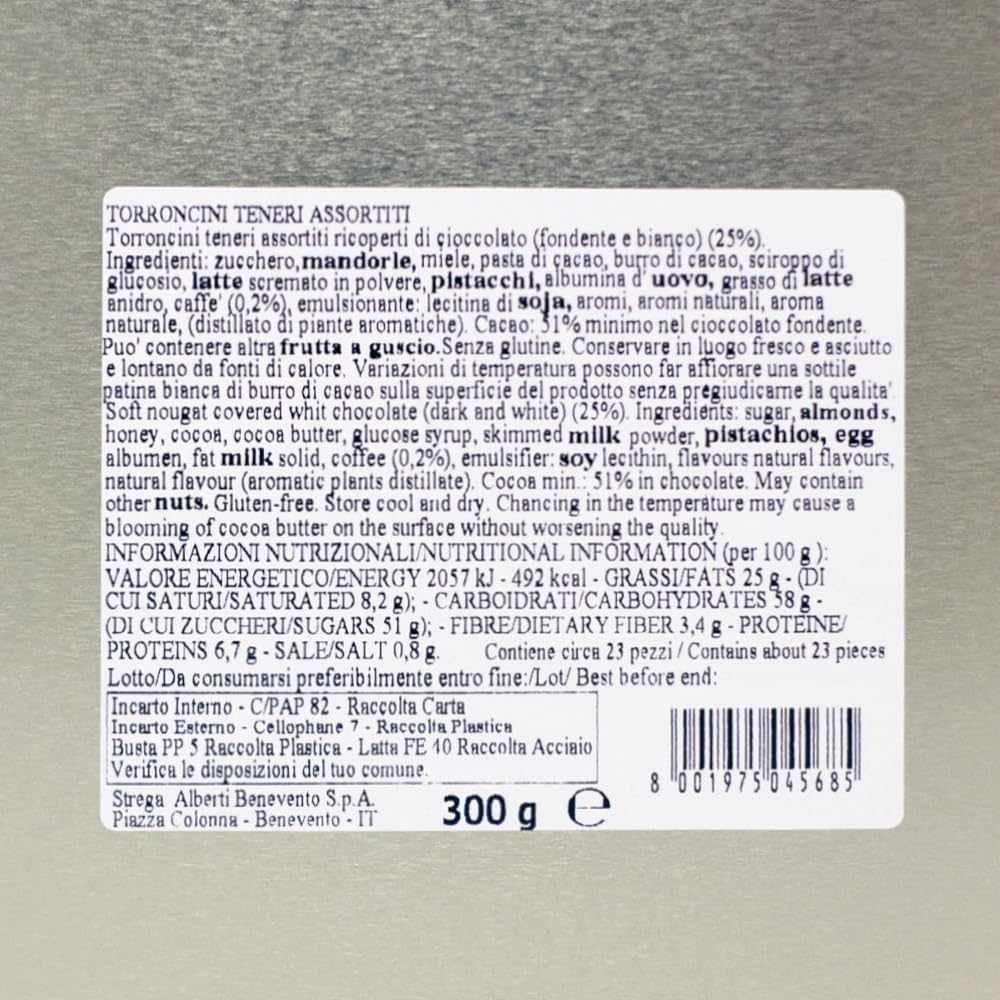 TORRONCINI TENERI ASSORTITI
Torroncini teneri assortiti ricoperti di cioccolato (fondente e bianco) (25%).
Ingredienti: zucchero, mandorle, miele, pasta di cacao, burro di cacao, sciroppo di
glucosio, latte scremato in polvere, pistacchi, albumina d' uovo, grasso di latte
anidro, caffe' (0,2%), emulsionante: lecitina di soja, aromi, aromi naturali, aroma
naturale, (distillato di piante aromatiche). Cacao: 51% minimo nel cioccolato fondente.
Puo' contenere altra frutta a guscio.Senza glutine. Conservare in luogo fresco e asciutto
e lontano da fonti di calore. Variazioni di temperatura possono far affiorare una sottile
patina bianca di burro di cacao sulla superficie del prodotto senza pregiudicarne la qualita'.
Soft nougat covered whit chocolate (dark and white) (25%). Ingredients: sugar, almonds,
honey, cocoa, cocoa butter, glucose syrup, skimmed milk powder, pistachios, egg
albumen, fat milk solid, coffee (0,2%), emulsifier: soy lecithin, flavours natural flavours,
natural flavour (aromatic plants distillate). Cocoa min.: 51% in chocolate. May contain
other nuts. Gluten-free. Store cool and dry. Chancing in the temperature may cause a
blooming of cocoa butter on the surface without worsening the quality.
INFORMAZIONI NUTRIZIONALI/NUTRITIONAL INFORMATION (per 100 g ):
VALORE ENERGETICO/ENERGY 2057 kJ - 492 kcal - GRASSI/FATS 25 g - (DI
CUI SATURI/SATURATED 8,2 g); - CARBOIDRATI/CARBOHYDRATES 58 g -
(DI CUI ZUCCHERI/SUGARS 51 g); - FIBRE/DIETARY FIBER 3,4 g - PROTEINE/
PROTEINS 6,7 g - SALE/SALT 0,8 g. Contiene circa 23 pezzi / Contains about 23 pieces
Lotto/Da consumarsi preferibilmente entro fine:/Lot/ Best before end:
Incarto Interno - C/PAP 82 - Raccolta Carta
Incarto Esterno - Cellophane 7 - Raccolta Plastica
Busta PP 5 Raccolta Plastica - Latta FE 40 Raccolta Acciaio
Verifica le disposizioni del tuo comune.
8 001975 045685
Strega Alberti Benevento S.p.A.
Piazza Colonna - Benevento - IT
300 g ℮